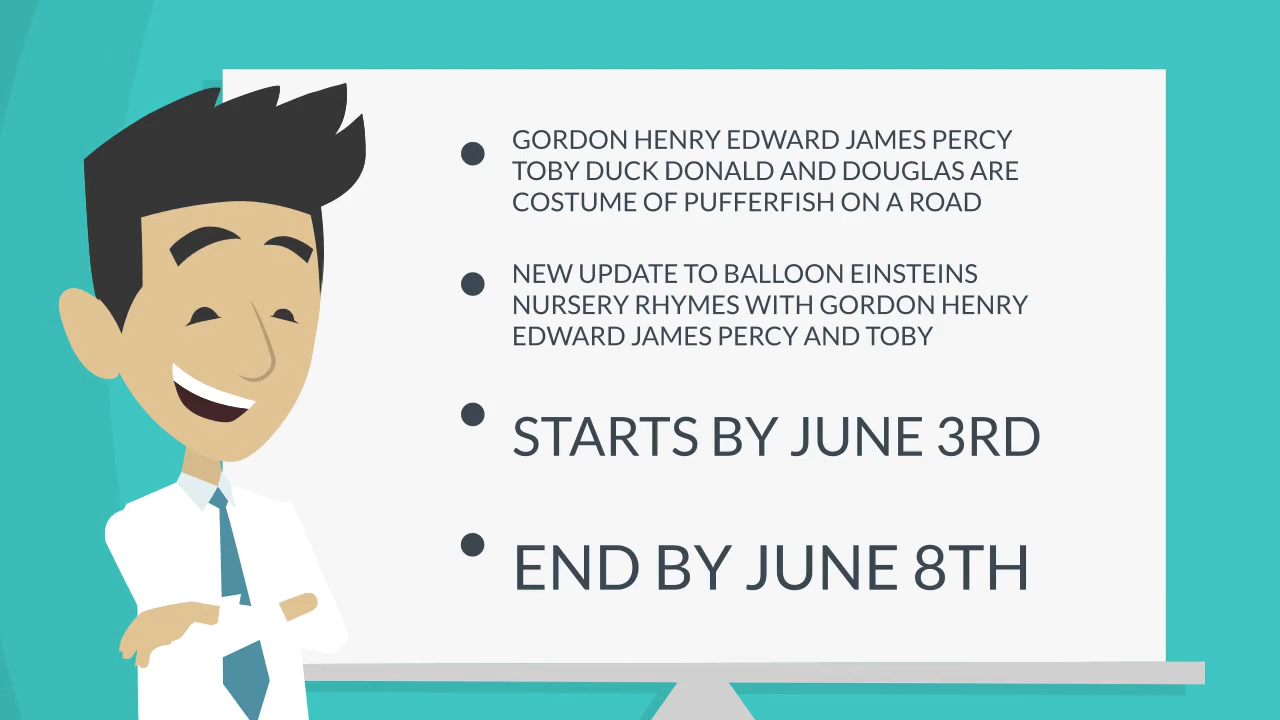 GORDON HENRY EDWARD JAMES PERCY
TOBY DUCK DONALD AND DOUGLAS ARE
COSTUME OF PUFFERFISH ON A ROAD
NEW UPDATE TO BALLOON EINSTEINS
NURSERY RHYMES WITH GORDON HENRY
EDWARD JAMES PERCY AND TOBY
STARTS BY JUNE 3RD
END BY JUNE 8TH